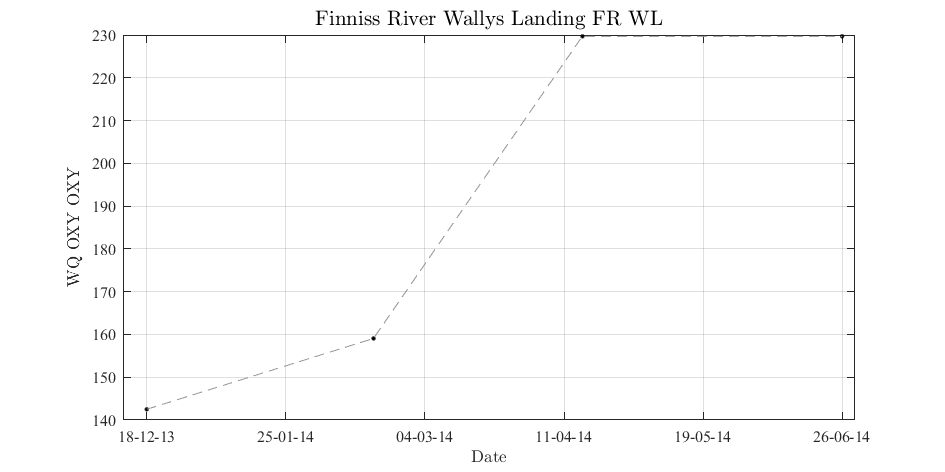 Finniss River Wallys Landing FR WL
230
220
210
200
190
180
170
160
150
140
WQ OXY OXY
18-12-13 25-01-14 04-03-14 11-04-14 19-05-14 26-06-14
Date